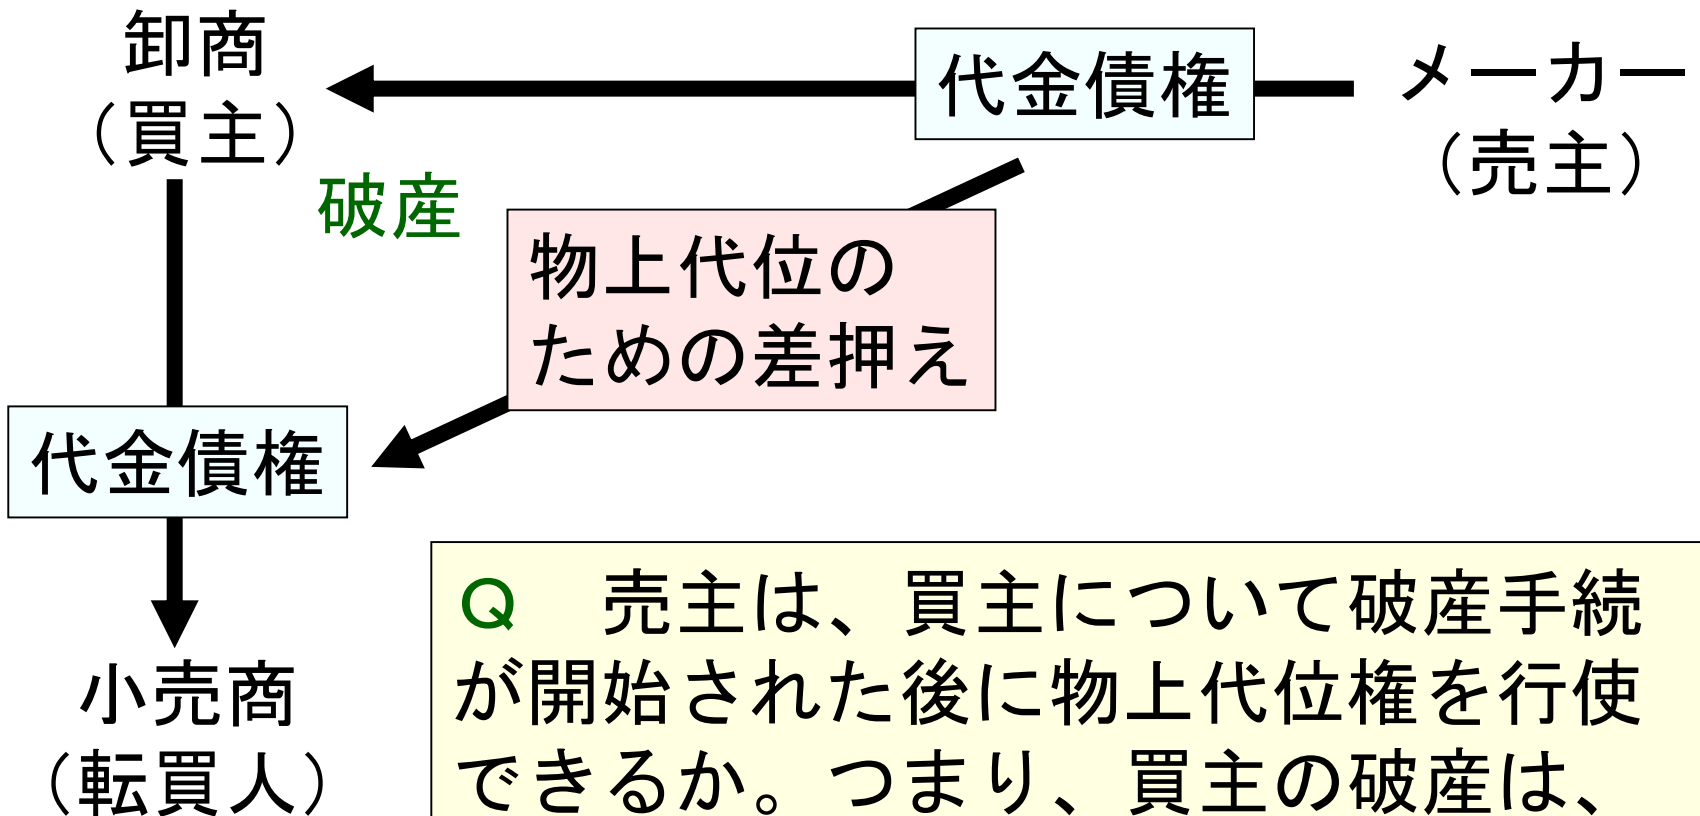 卸商
（買主）
代金債権
メーカー
（売主）
破産
物上代位の
ための差押え
代金債権
小売商
（転買人）
Q　売主は、買主について破産手続
が開始された後に物上代位権を行使
できるか。つまり、買主の破産は、